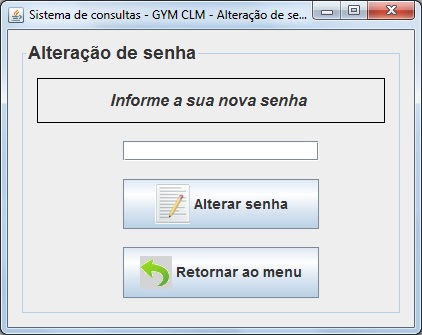 Sistema de consultas - GYM CLM - Alteração de se...
Alteração de senha
Informe a sua nova senha
Alterar senha
Retornar ao menu